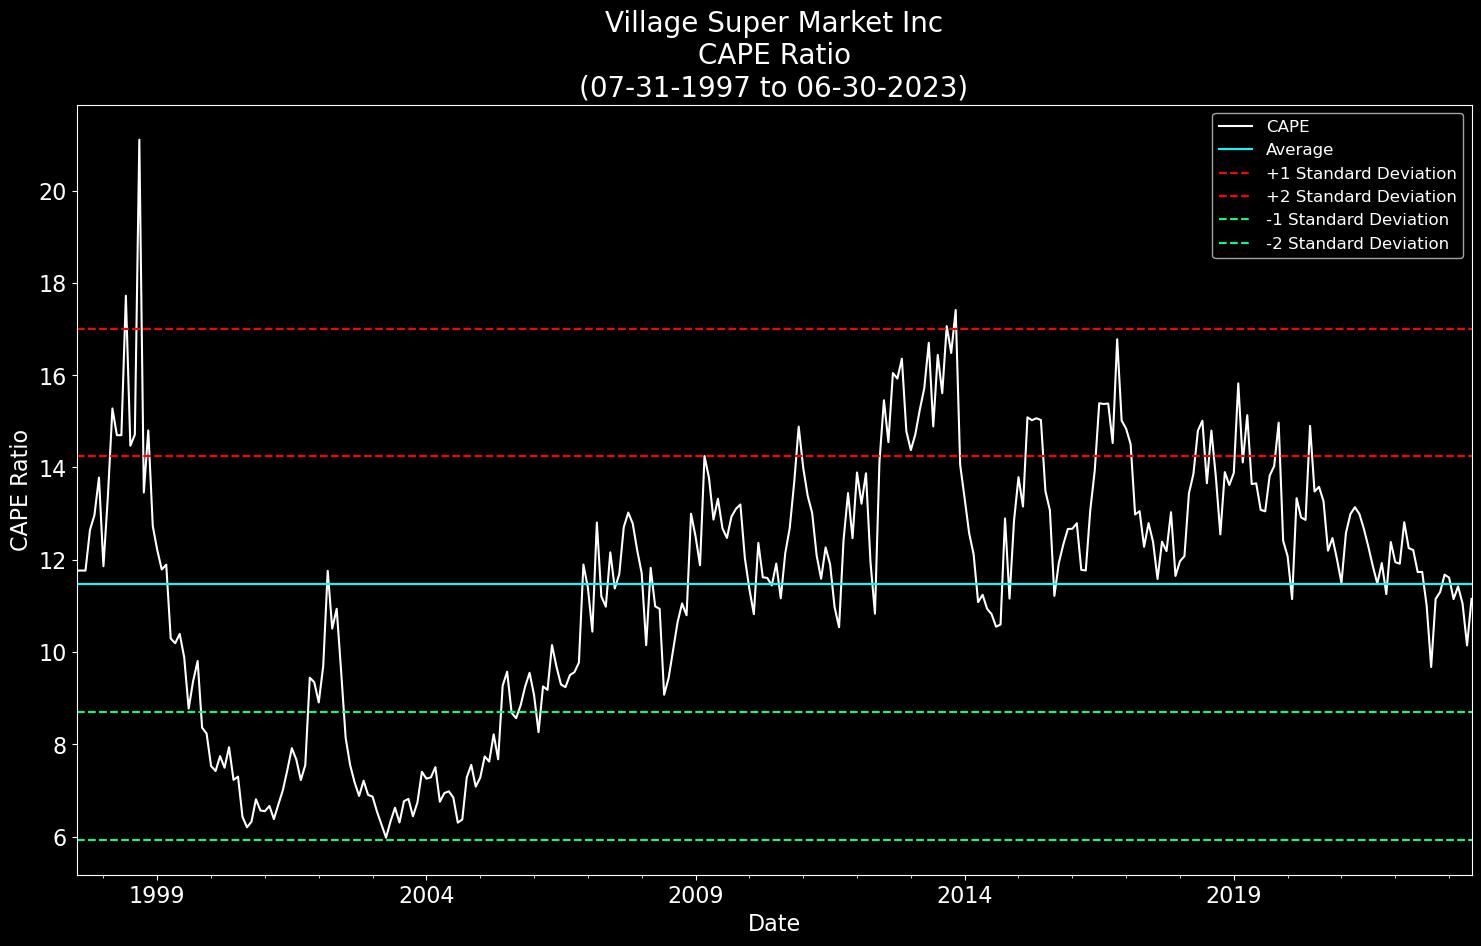 Village Super Market Inc
CAPE Ratio
(07-31-1997 to 06-30-2023)
CAPE
Average
+1 Standard Deviation
+2 Standard Deviation
-1 Standard Deviation
-2 Standard Deviation
20
18
16
14
12
10
8
6
CAPE Ratio
1999
2004
2009
2014
2019
Date